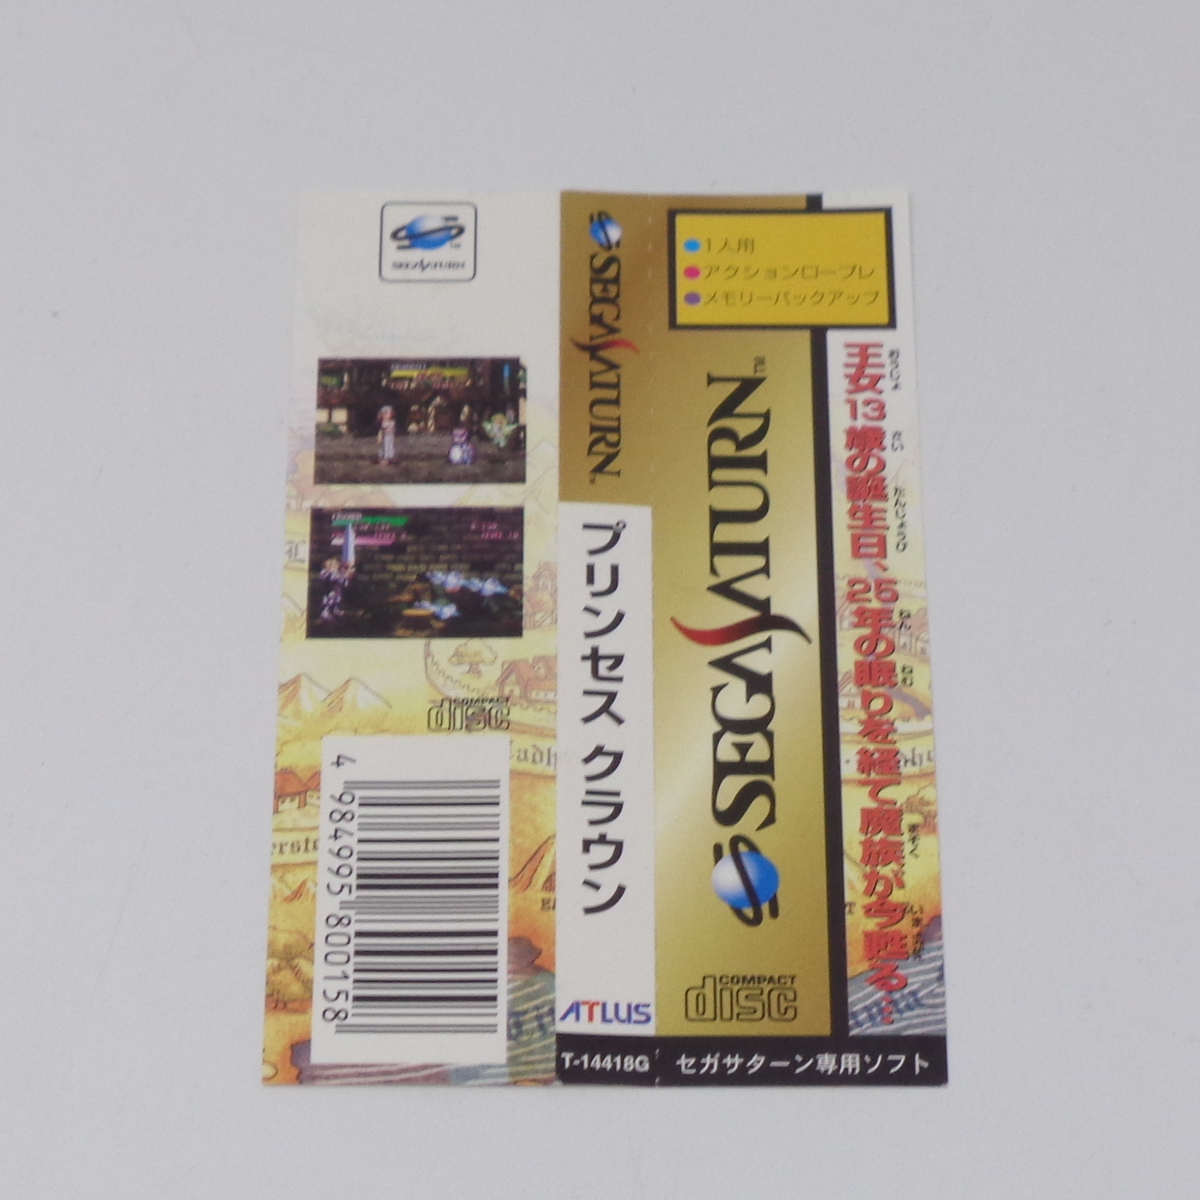 SEGA SATURN
COMPACT
disc
4 984995 800158
SEGA SATURN
プリンセス クラウン
ATLUS
T-14418G
1人用
アクションロープレ
メモリーバックアップ
SEGA SATURN™
COMPACT
disc
セガサターン専用ソフト
王女13歳の誕生日、25年の眠りを経て魔族が今甦る…